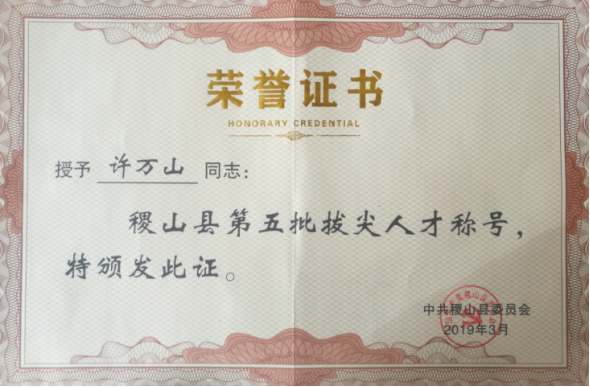 荣誉证书
HONORARY CREDENTIAL
授予 许万山 同志：
稷山县第五批拔尖人才称号，
特颁发此证。
中共稷山县委员会
2019年3月